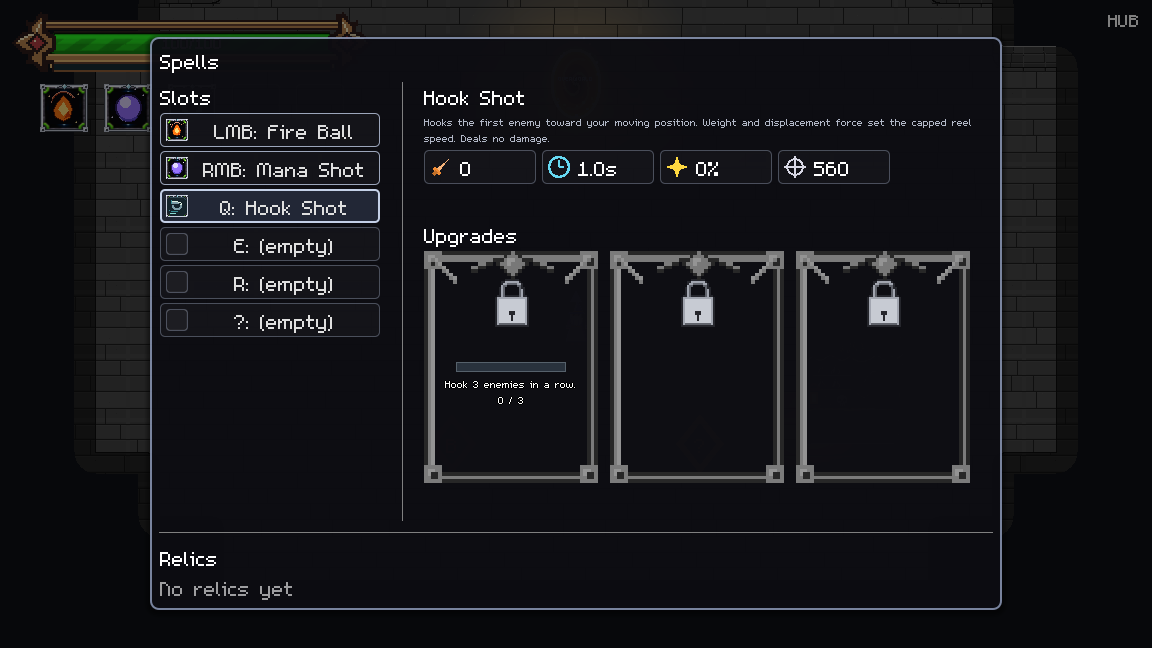 HUB
Spells
Slots
LMB: Fire Ball
RMB: Mana Shot
Q: Hook Shot
E: (empty)
R: (empty)
?: (empty)
Hook Shot
Hooks the first enemy toward your moving position. Weight and displacement force set the capped reel
speed. Deals no damage.
0
1.0s
0%
560
Upgrades
Hook 3 enemies in a row.
0 / 3
Relics
No relics yet